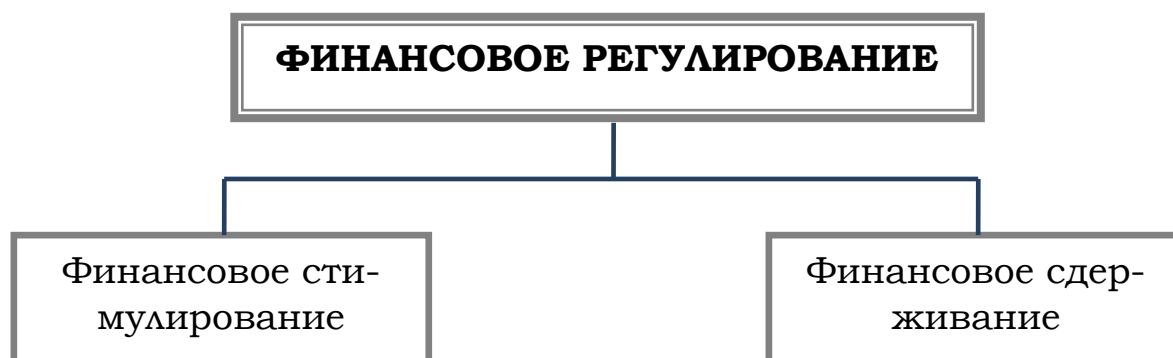 ФИНАНСОВОЕ РЕГУЛИРОВАНИЕ
Финансовое сти-
мулирование
Финансовое сдер-
живание